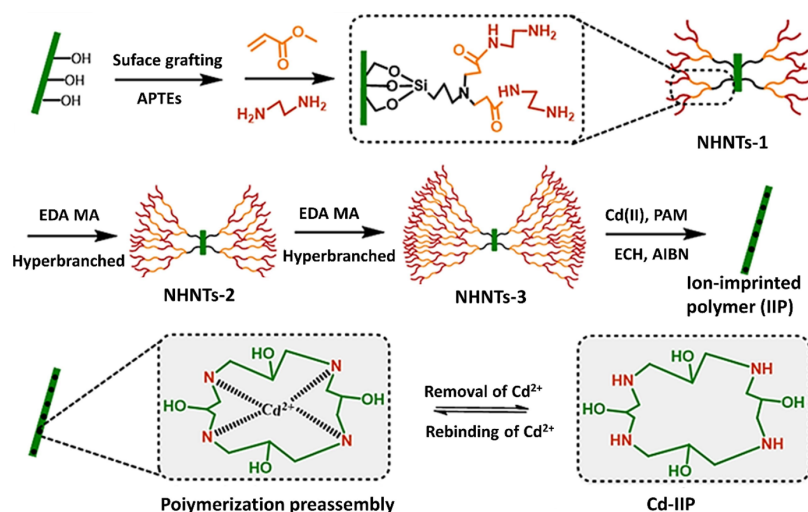 OH
OH
OH
Suface grafting
APTEs
O
O
H₂N
NH₂
O
O
O
Si
N
O
H
N
NH₂
O
H
N
NH₂
NHNTs-1
EDA MA
Hyperbranched
NHNTs-2
EDA MA
Hyperbranched
NHNTs-3
Cd(II), PAM
ECH, AIBN
Ion-imprinted
polymer (IIP)
HO
N
N
HO
Cd²⁺
OH
N
N
HO
Poiymerization preassembly
Removal of Cd²⁺
Rebinding of Cd²⁺
HO
HN
NH
HO
OH
HN
NH
HO
Cd-IIP